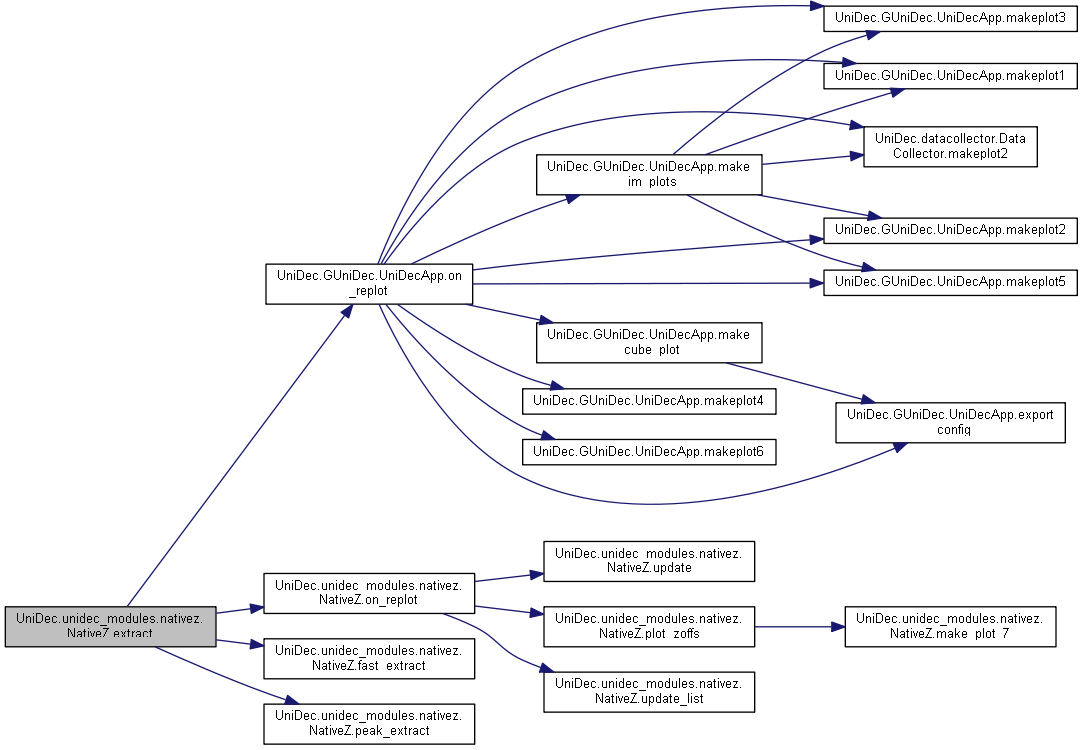 UniDec.GUniDec.UniDecApp.makeplot3
UniDec.GUniDec.UniDecApp.makeplot1
UniDec.datacollector.Data
Collector.makeplot2
UniDec.GUniDec.UniDecApp.make
im_plots
UniDec.GUniDec.UniDecApp.makeplot2
UniDec.GUniDec.UniDecApp.on
_replot
UniDec.GUniDec.UniDecApp.makeplot5
UniDec.GUniDec.UniDecApp.make
cube_plot
UniDec.GUniDec.UniDecApp.makeplot4
UniDec.GUniDec.UniDecApp.export
config
UniDec.GUniDec.UniDecApp.makeplot6
UniDec.unidec_modules.nativez.
NativeZ.update
UniDec.unidec_modules.nativez.
NativeZ.on_replot
UniDec.unidec_modules.nativez.
NativeZ.extract
UniDec.unidec_modules.nativez.
NativeZ.plot_zoffs
UniDec.unidec_modules.nativez.
NativeZ.make_plot_7
UniDec.unidec_modules.nativez.
NativeZ.fast_extract
UniDec.unidec_modules.nativez.
NativeZ.update_list
UniDec.unidec_modules.nativez.
NativeZ.peak_extract